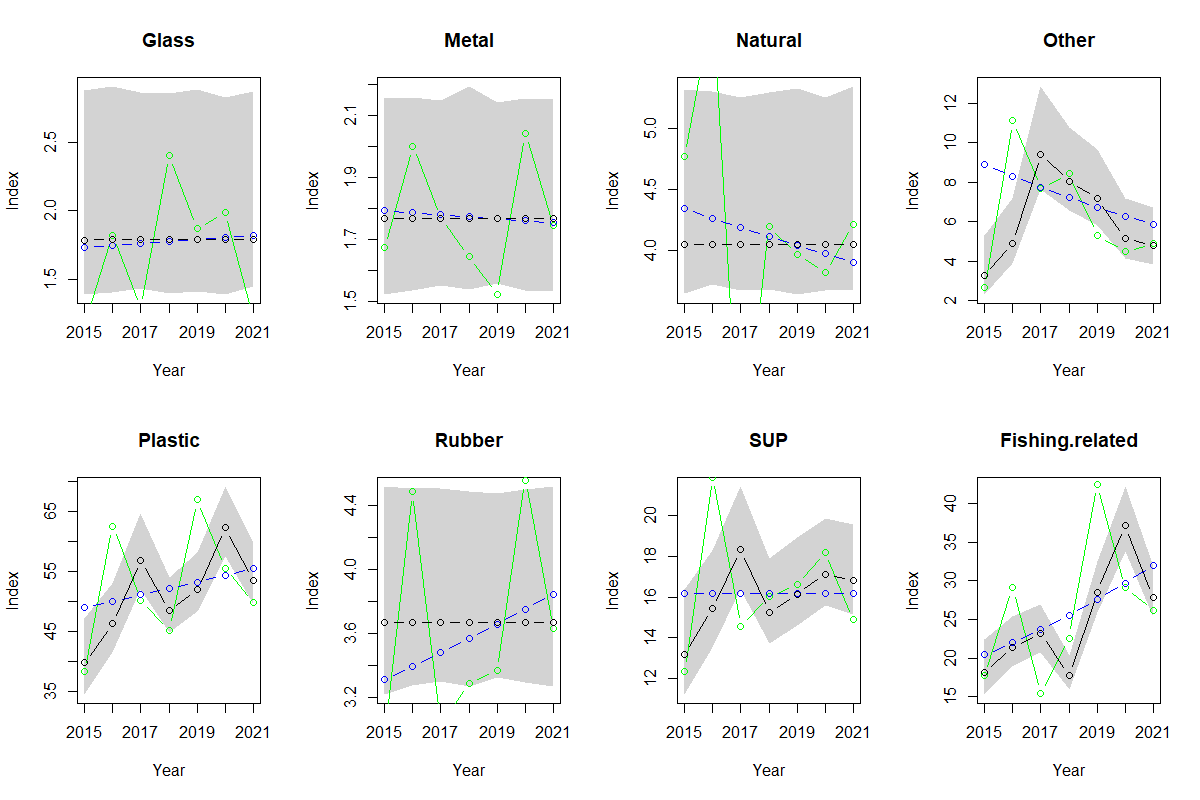 Glass
Index
1.5 2.0 2.5
2015 2017 2019 2021
Year
Metal
Index
1.5 1.7 1.9 2.1
2015 2017 2019 2021
Year
Natural
Index
4.0 4.5 5.0
2015 2017 2019 2021
Year
Other
Index
2 4 6 8 10 12
2015 2017 2019 2021
Year
Plastic
Index
35 45 55 65
2015 2017 2019 2021
Year
Rubber
Index
3.2 3.6 4.0 4.4
2015 2017 2019 2021
Year
SUP
Index
12 14 16 18 20
2015 2017 2019 2021
Year
Fishing.related
Index
15 20 25 30 35 40
2015 2017 2019 2021
Year